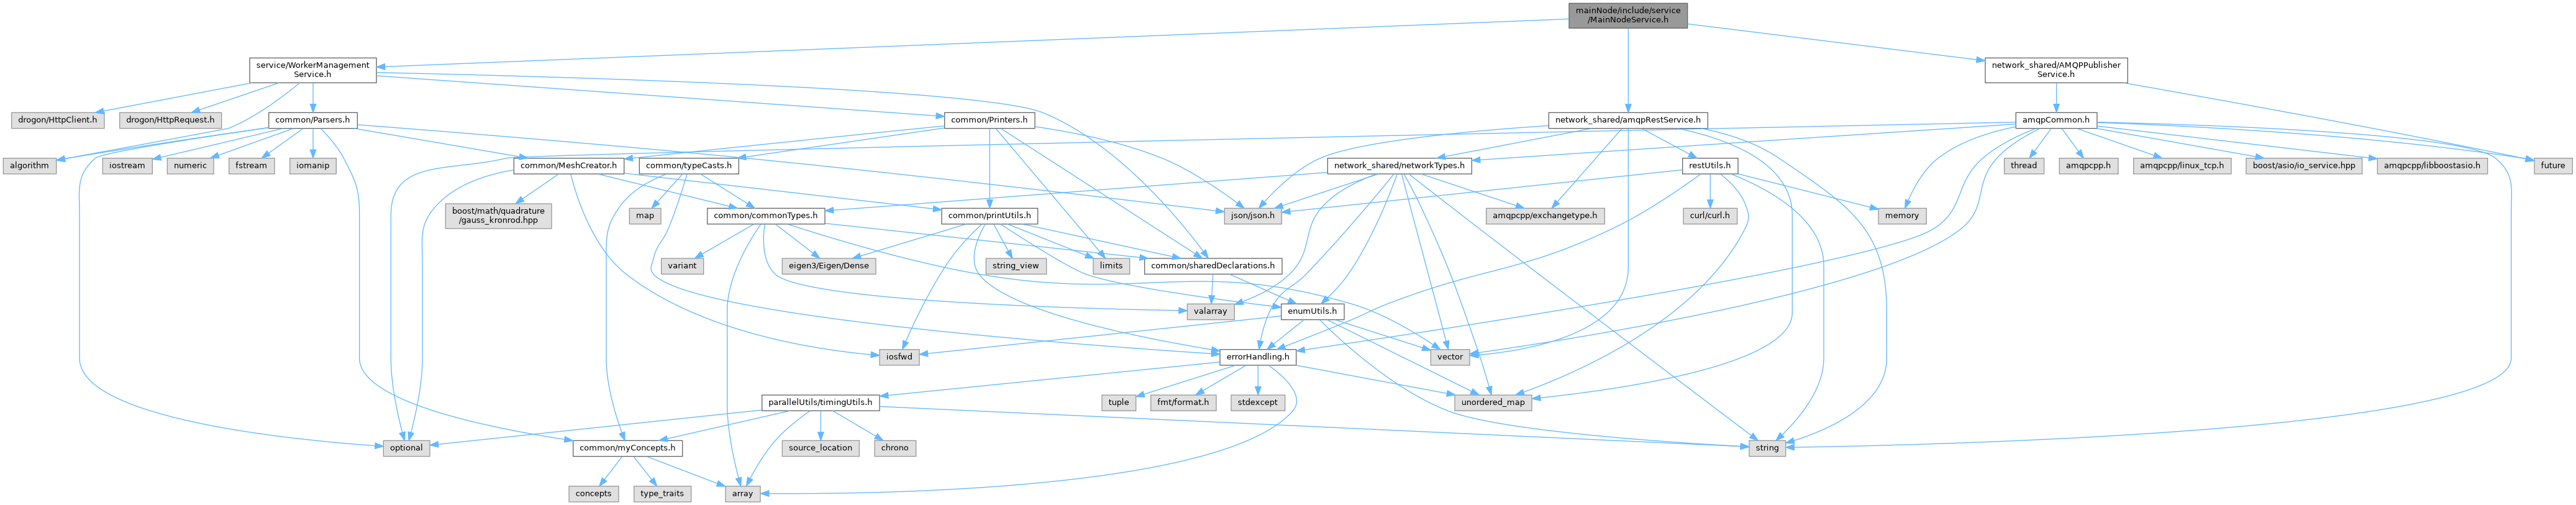 mainNode/include/service
/MainNodeService.h
service/WorkerManagement
Service.h
network_shared/AMQPPublisher
Service.h
drogon/HttpClient.h
drogon/HttpRequest.h
common/Parsers.h
common/Printers.h
network_shared/amqpRestService.h
amqpCommon.h
algorithm
iostream
numeric
fstream
iomanip
common/MeshCreator.h
common/typeCasts.h
network_shared/networkTypes.h
restUtils.h
thread
amqpcpp.h
amqpcpp/linux_tcp.h
boost/asio/io_service.hpp
amqpcpp/libboostasio.h
future
boost/math/quadrature
/gauss_kronrod.hpp
map
common/commonTypes.h
common/printUtils.h
json/json.h
amqpcpp/exchangetype.h
curl/curl.h
memory
variant
eigen3/Eigen/Dense
string_view
limits
common/sharedDeclarations.h
valarray
enumUtils.h
iosfwd
errorHandling.h
vector
parallelUtils/timingUtils.h
tuple
fmt/format.h
stdexcept
unordered_map
optional
common/myConcepts.h
source_location
chrono
string
concepts
type_traits
array